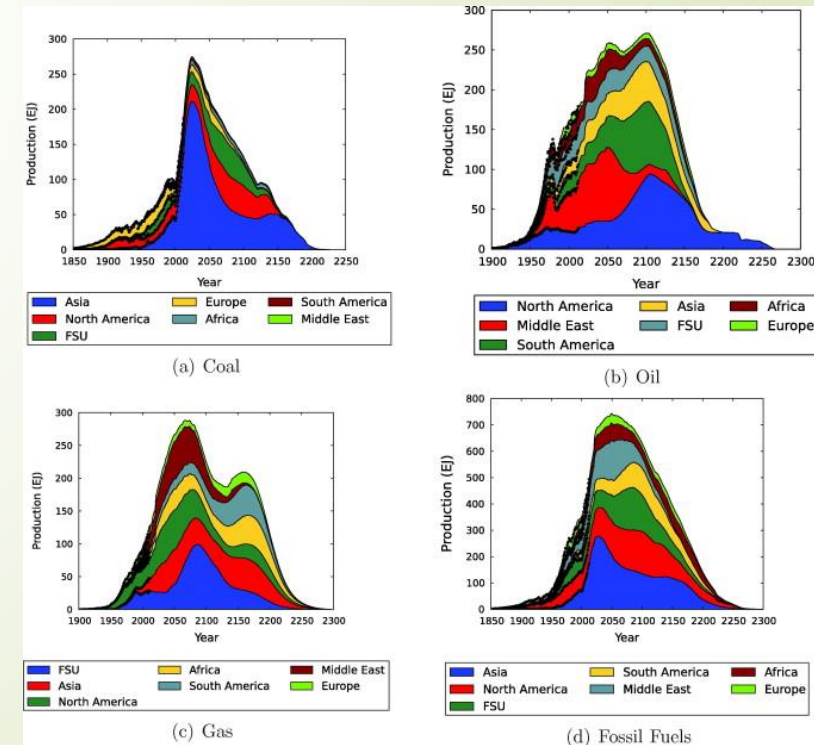 300
250
200
150
100
50
0
Production (EJ)
1850 1900 1950 2000 2050 2100 2150 2200 2250
Year
Asia Europe South America
North America Africa Middle East
FSU
(a) Coal
300
250
200
150
100
50
0
Production (EJ)
1900 1950 2000 2050 2100 2150 2200 2250 2300
Year
North America Asia Africa
Middle East FSU Europe
South America
(b) Oil
300
250
200
150
100
50
0
Production (EJ)
1900 1950 2000 2050 2100 2150 2200 2250 2300
Year
FSU Africa Middle East
Asia South America Europe
North America
(c) Gas
800
700
600
500
400
300
200
100
0
Production (EJ)
1850 1900 1950 2000 2050 2100 2150 2200 2250 2300
Year
Asia South America Africa
North America Middle East Europe
FSU
(d) Fossil Fuels